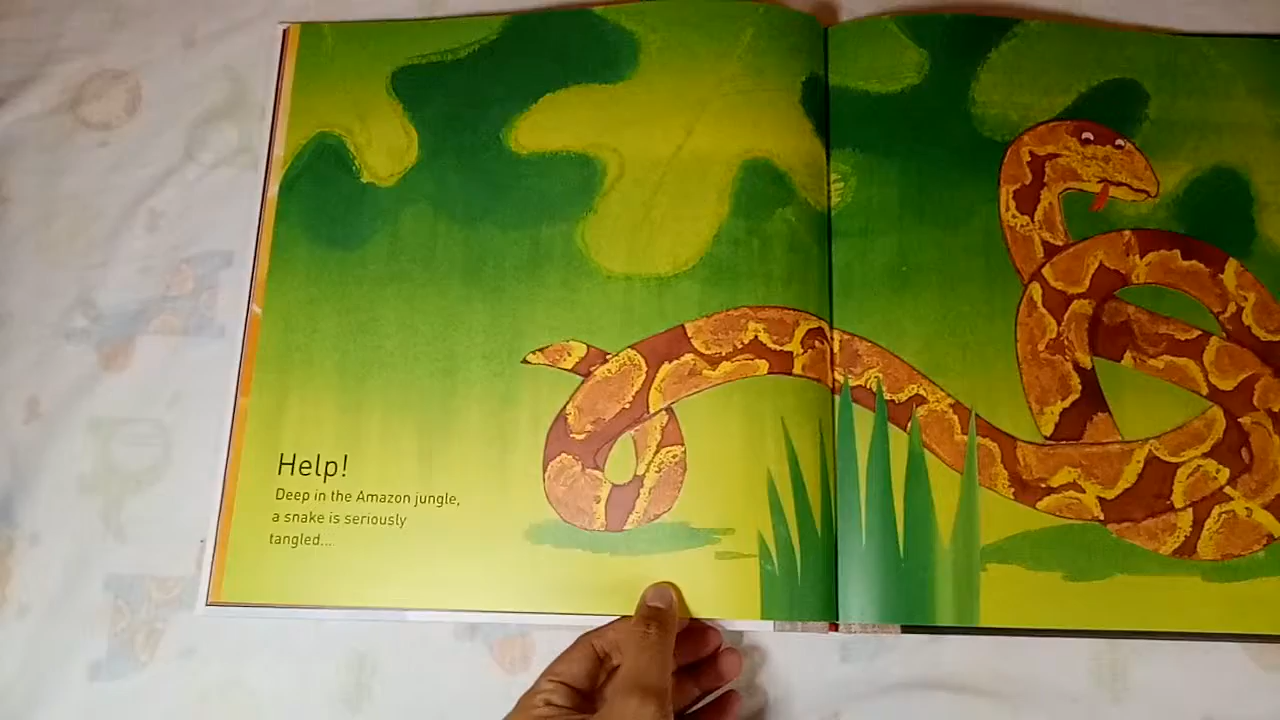 Help!
Deep in the Amazon jungle,
a snake is seriously
tangled...